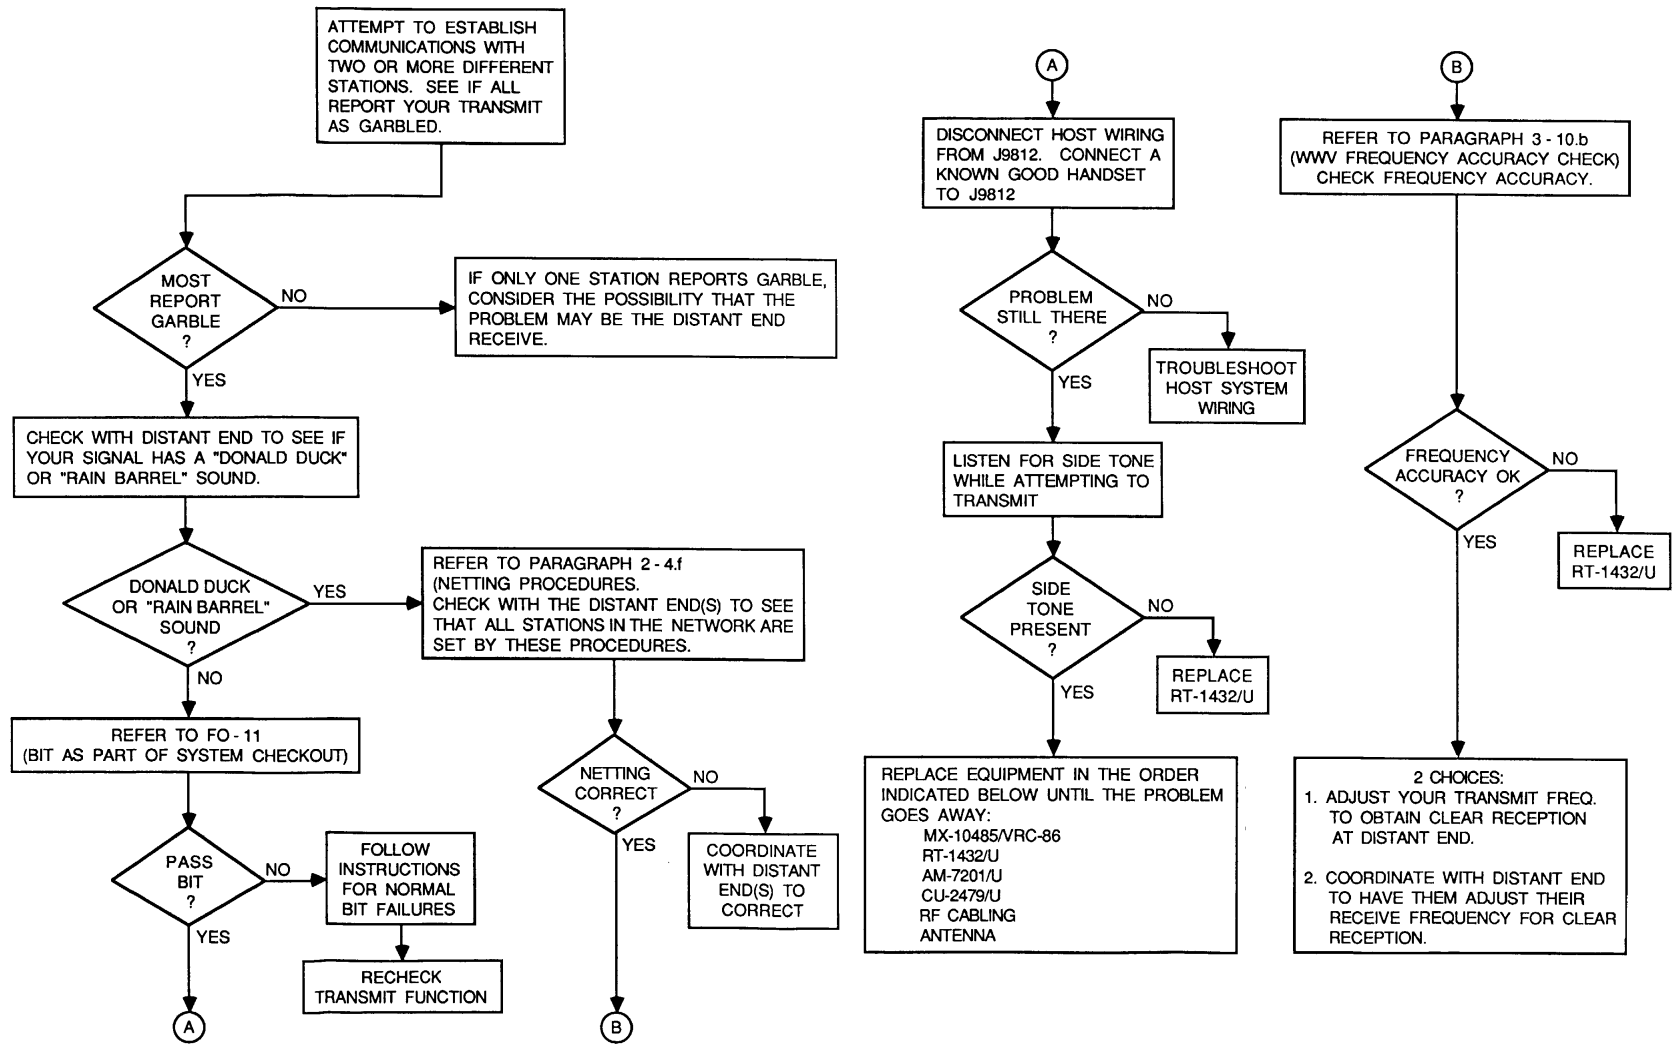 ATTEMPT TO ESTABLISH
COMMUNICATIONS WITH
TWO OR MORE DIFFERENT
STATIONS. SEE IF ALL
REPORT YOUR TRANSMIT
AS GARBLED.
MOST
REPORT
GARBLE
?
NO
IF ONLY ONE STATION REPORTS GARBLE,
CONSIDER THE POSSIBILITY THAT THE
PROBLEM MAY BE THE DISTANT END
RECEIVE.
YES
CHECK WITH DISTANT END TO SEE IF
YOUR SIGNAL HAS A "DONALD DUCK"
OR "RAIN BARREL" SOUND.
DONALD DUCK
OR "RAIN BARREL"
SOUND
?
YES
REFER TO PARAGRAPH 2 - 4.f
(NETTING PROCEDURES.
CHECK WITH THE DISTANT END(S) TO SEE
THAT ALL STATIONS IN THE NETWORK ARE
SET BY THESE PROCEDURES.
NO
REFER TO FO - 11
(BIT AS PART OF SYSTEM CHECKOUT)
PASS
BIT
?
NO
FOLLOW
INSTRUCTIONS
FOR NORMAL
BIT FAILURES
RECHECK
TRANSMIT FUNCTION
YES
A
NETTING
CORRECT
?
NO
COORDINATE
WITH DISTANT
END(S) TO
CORRECT
YES
B
A
DISCONNECT HOST WIRING
FROM J9812. CONNECT A
KNOWN GOOD HANDSET
TO J9812
PROBLEM
STILL THERE
?
NO
TROUBLESHOOT
HOST SYSTEM
WIRING
YES
LISTEN FOR SIDE TONE
WHILE ATTEMPTING TO
TRANSMIT
SIDE
TONE
PRESENT
?
NO
REPLACE
RT-1432/U
YES
REPLACE EQUIPMENT IN THE ORDER
INDICATED BELOW UNTIL THE PROBLEM
GOES AWAY:
MX-10485/VRC-86
RT-1432/U
AM-7201/U
CU-2479/U
RF CABLING
ANTENNA
B
REFER TO PARAGRAPH 3 - 10.b
(WWV FREQUENCY ACCURACY CHECK)
CHECK FREQUENCY ACCURACY.
FREQUENCY
ACCURACY OK
?
NO
REPLACE
RT-1432/U
YES
2 CHOICES:
1. ADJUST YOUR TRANSMIT FREQ.
TO OBTAIN CLEAR RECEPTION
AT DISTANT END.
2. COORDINATE WITH DISTANT END
TO HAVE THEM ADJUST THEIR
RECEIVE FREQUENCY FOR CLEAR
RECEPTION.